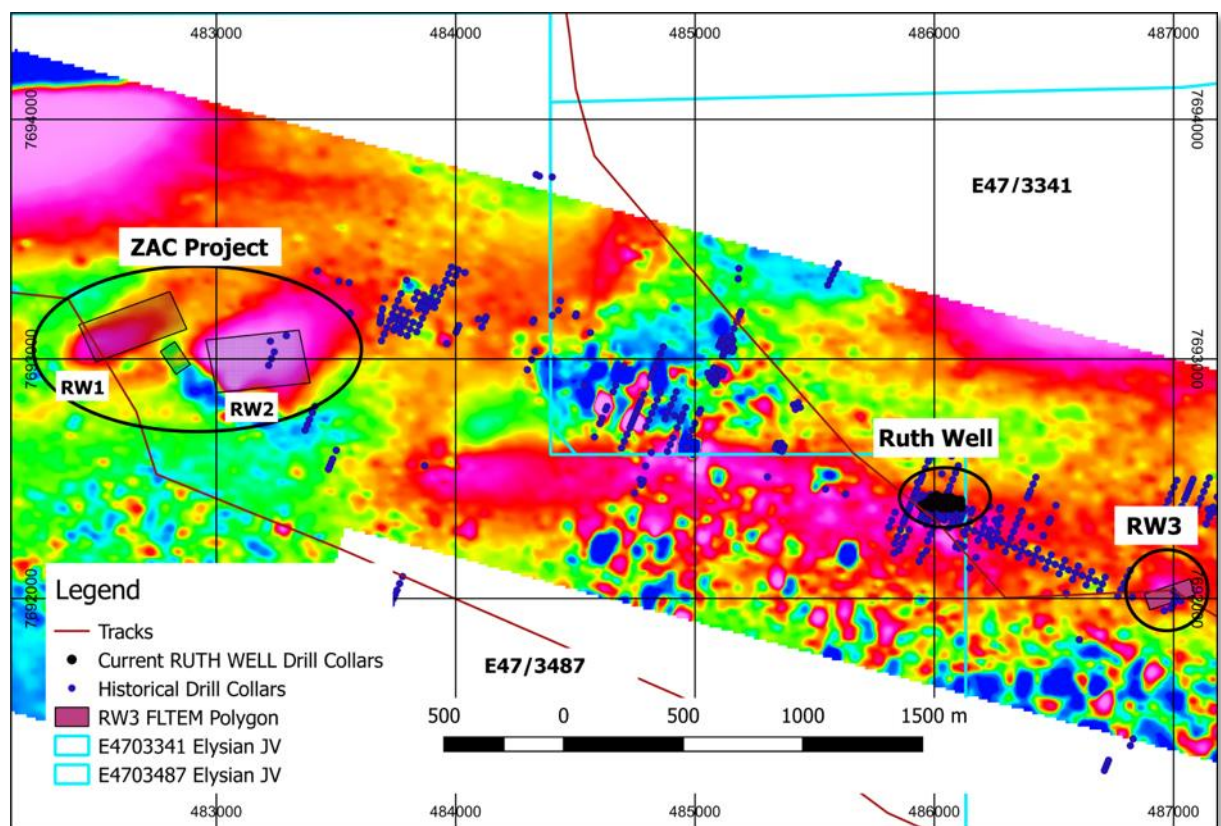 483000
484000
485000
486000
487000
7694000
7694000
E47/3341
ZAC Project
7693000
7693000
RW1
RW2
Ruth Well
RW3
7692000
7692000
Legend
Tracks
Current RUTH WELL Drill Collars
Historical Drill Collars
RW3 FLTEM Polygon
E4703341 Elysian JV
E4703487 Elysian JV
E47/3487
500 0 500 1000 1500 m
483000
484000
485000
486000
487000